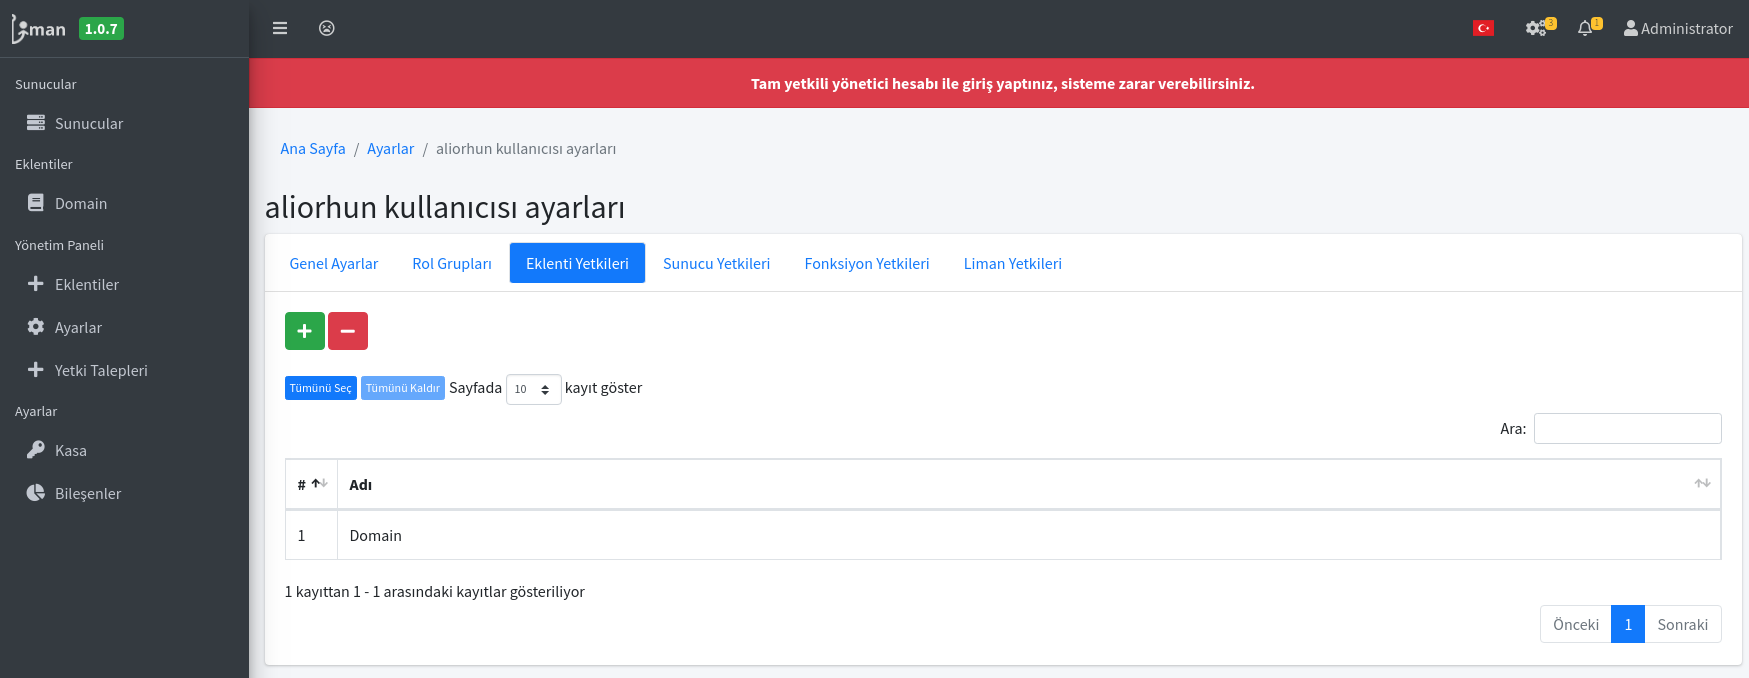 liman 1.0.7
3
1
Administrator
Tam yetkili yönetici hesabı ile giriş yaptınız, sisteme zarar verebilirsiniz.
Sunucular
Sunucular
Eklentiler
Domain
Yönetim Paneli
Eklentiler
Ayarlar
Yetki Talepleri
Ayarlar
Kasa
Bileşenler
Ana Sayfa / Ayarlar / aliorhun kullanıcısı ayarları
aliorhun kullanıcısı ayarları
Genel Ayarlar Rol Grupları Eklenti Yetkileri Sunucu Yetkileri Fonksiyon Yetkileri Liman Yetkileri
Tümünü Seç Tümünü Kaldır Sayfada 10 kayıt göster
Ara:
# Adı
1 Domain
1 kayıttan 1 - 1 arasındaki kayıtlar gösteriliyor
Önceki 1 Sonraki